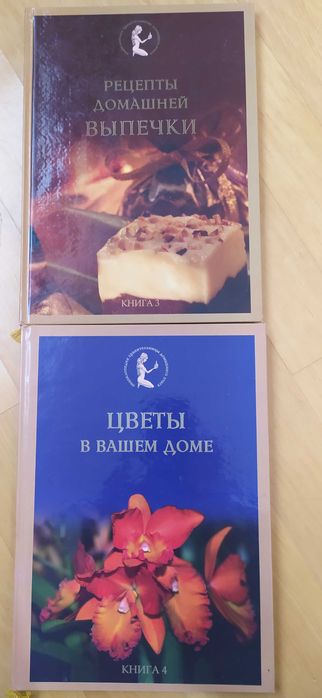 РЕЦЕПТЫ
ДОМАШНЕЙ
ВЫПЕЧКИ
КНИГА 3
ЦВЕТЫ
В ВАШЕМ ДОМЕ
КНИГА 4